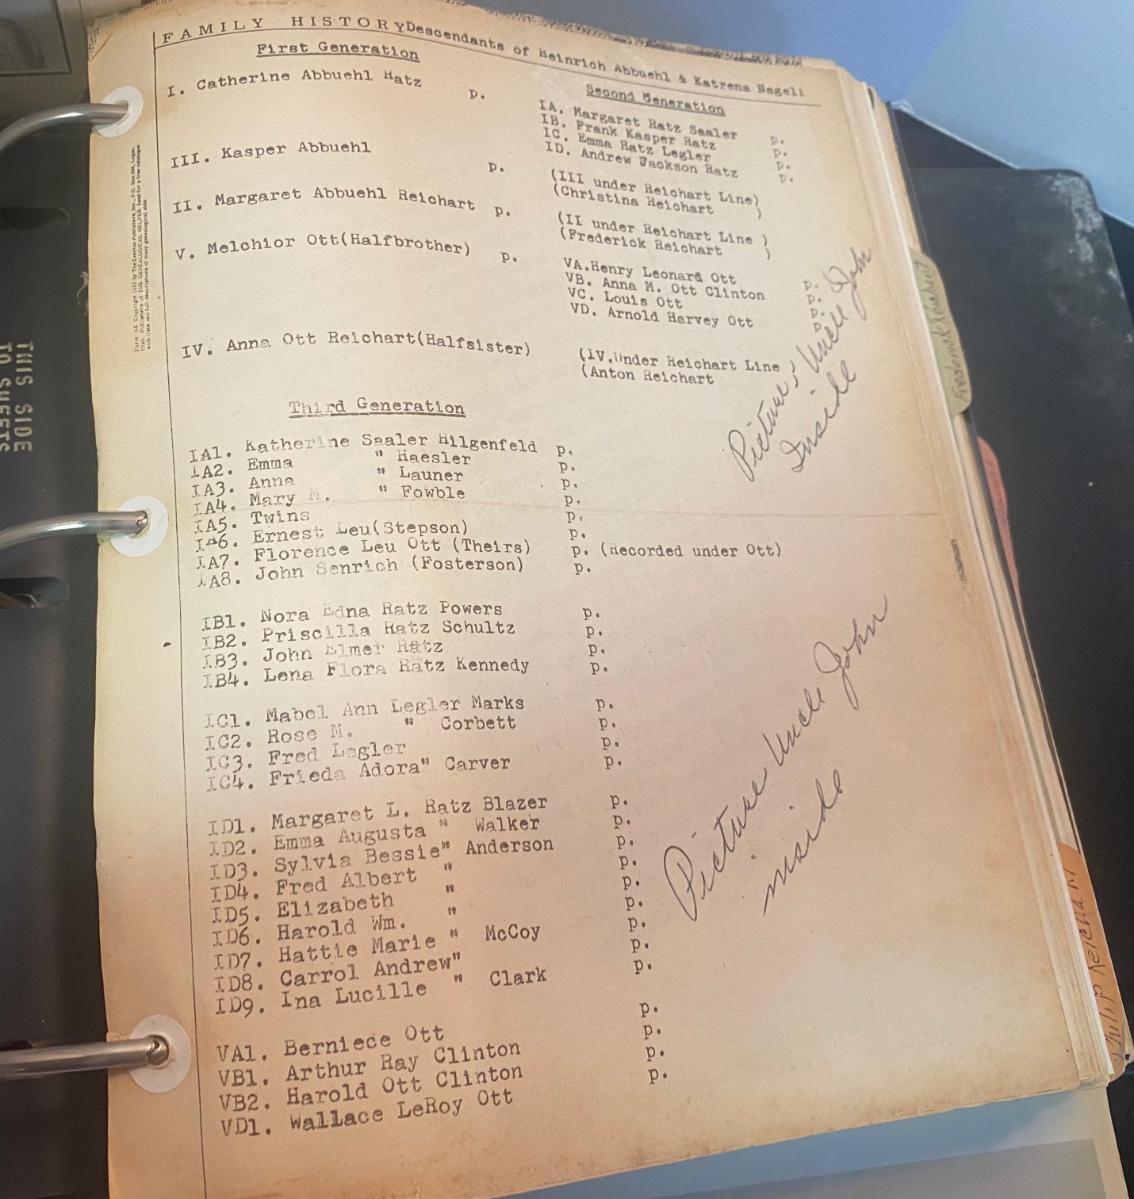 FAMILY HISTORY Descendants of Heinrich Abbuehl & Katrena Nageli
First Generation
I. Catherine Abbuehl Ratz p.
III. Kasper Abbuehl p.
II. Margaret Abbuehl Reichart p.
V. Melchior Ott(Halfbrother) p.
IV. Anna Ott Reichart(Halfsister)
Second Generation
IA. Margaret Ratz Saaler p.
IB. Frank Kasper Ratz p.
IC. Emma Ratz Legler p.
ID. Andrew Jackson Ratz p.
(III under Reichart Line)
(Christina Reichart )
(II under Reichart Line )
(Frederick Reichart )
VA.Henry Leonard Ott p.
VB. Anna M. Ott Clinton p.
VC. Louis Ott p.
VD. Arnold Harvey Ott p.
(IV.Under Reichart Line )
(Anton Reichart
Picture, Uncle John
Inside
Third Generation
IA1. Katherine Saaler Hilgenfeld p.
IA2. Emma " Haesler p.
IA3. Anna " Launer p.
IA4. Mary M. " Fowble p.
IA5. Twins p.
IA6. Ernest Leu(Stepson) p.
IA7. Florence Leu Ott (Theirs) p. (Recorded under Ott)
IA8. John Senrich (Fosterson) p.
IB1. Nora Edna Ratz Powers p.
IB2. Priscilla Ratz Schultz p.
IB3. John Elmer Ratz p.
IB4. Lena Flora Ratz Kennedy p.
IC1. Mabel Ann Legler Marks p.
IC2. Rose M. " Corbett p.
IC3. Fred Legler p.
IC4. Frieda Adora" Carver p.
Picture Uncle John
inside
ID1. Margaret L. Ratz Blazer p.
ID2. Emma Augusta " Walker p.
ID3. Sylvia Bessie" Anderson p.
ID4. Fred Albert " p.
ID5. Elizabeth " p.
ID6. Harold Wm. " p.
ID7. Hattie Marie " McCoy p.
ID8. Carrol Andrew" p.
ID9. Ina Lucille " Clark p.
VA1. Berniece Ott p.
VB1. Arthur Ray Clinton p.
VB2. Harold Ott Clinton p.
VD1. Wallace LeRoy Ott p.
THIS SIDE